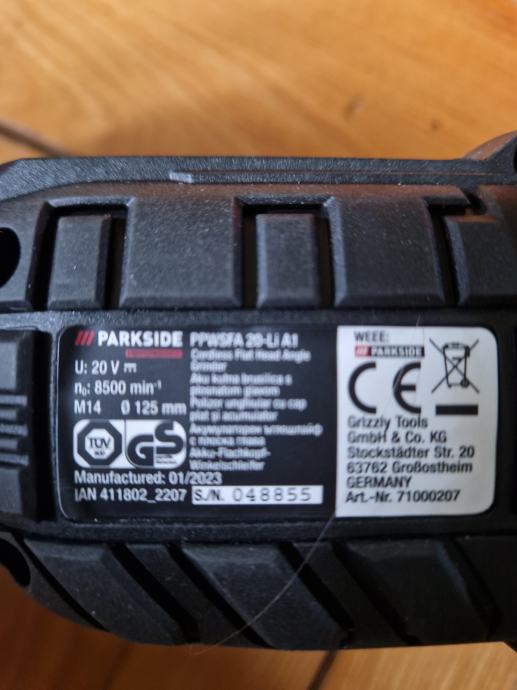 /// PARKSIDE
PERFORMANCE
U: 20 V ⎓
n₀: 8500 min⁻¹
M14 Ø 125 mm
TÜV
SÜD
GS
Manufactured: 01/2023
IAN 411802_2207
PPWSFA 20-Li A1
Cordless Flat Head Angle
Grinder
Aku kutna brusilica s
plosnatom glavom
Polizor unghiular cu cap
plat și acumulator
Акумулаторен ъглошлайф
с плоска глава
Akku-Flachkopf-
Winkelschleifer
S/N. 048855
WEEE:
/// PARKSIDE
CE
Grizzly Tools
GmbH & Co. KG
Stockstädter Str. 20
63762 Großostheim
GERMANY
Art.-Nr. 71000207